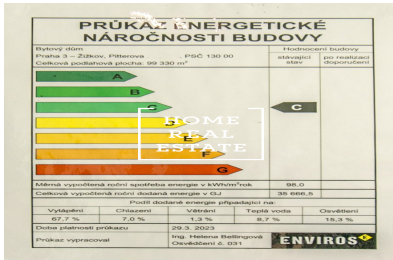 PRŮKAZ ENERGETICKÉ
NÁROČNOSTI BUDOVY
Bytový dům
Praha 3 – Žižkov, Pitterova PSČ 130 00
Celková podlahová plocha: 99 330 m²
Hodnocení budovy
stávající stav
po realizaci doporučení
A
B
C
C
D
E
F
G
HOME
REAL
ESTATE
Měrná vypočtená roční spotřeba energie v kWh/m²rok 98,0
Celková vypočtená roční dodaná energie v GJ 35 666,5
Podíl dodané energie připadající na:
Vytápění Chlazení Větrání Teplá voda Osvětlení
67,7 % 7,0 % 1,3 % 8,7 % 15,3 %
Doba platnosti průkazu 29.3. 2023
Průkaz vypracoval
Ing. Helena Bellingová
Osvědčení č. 031
ENVIROS